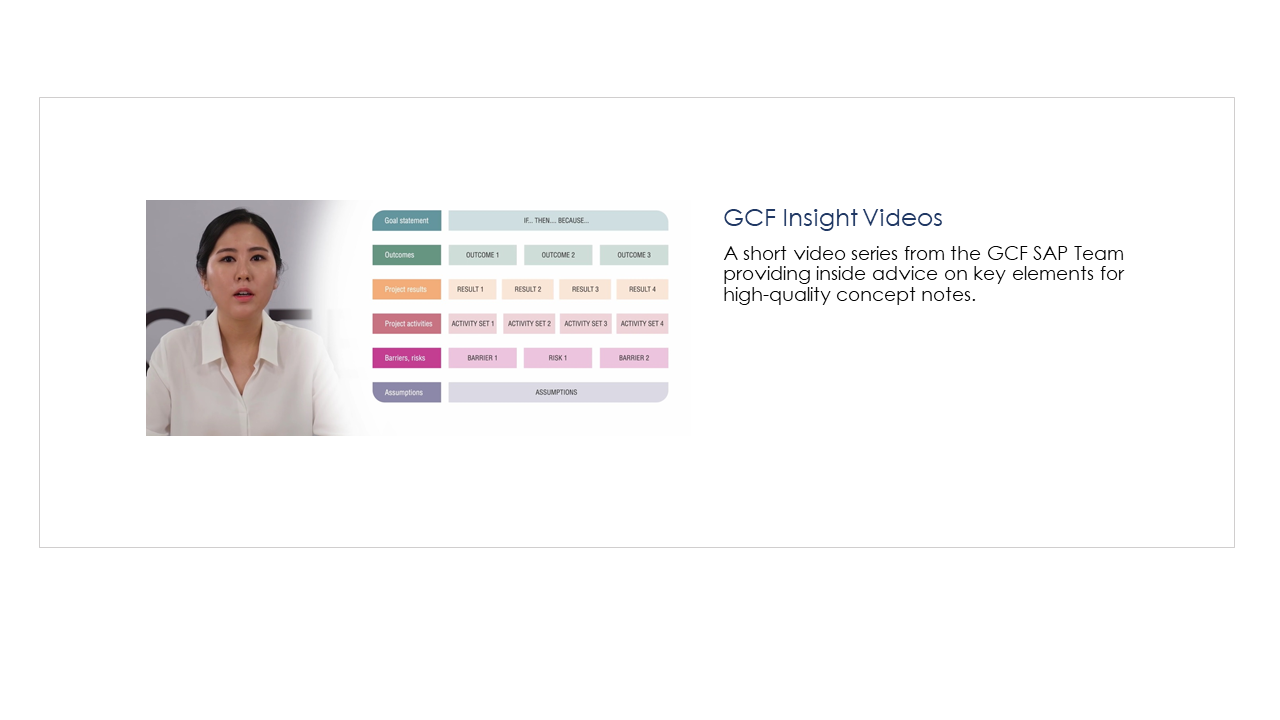 Goal statement IF... THEN.... BECAUSE...
Outcomes OUTCOME 1 OUTCOME 2 OUTCOME 3
Project results RESULT 1 RESULT 2 RESULT 3 RESULT 4
Project activities ACTIVITY SET 1 ACTIVITY SET 2 ACTIVITY SET 3 ACTIVITY SET 4
Barriers, risks BARRIER 1 RISK 1 BARRIER 2
Assumptions ASSUMPTIONS
GCF Insight Videos
A short video series from the GCF SAP Team
providing inside advice on key elements for
high-quality concept notes.